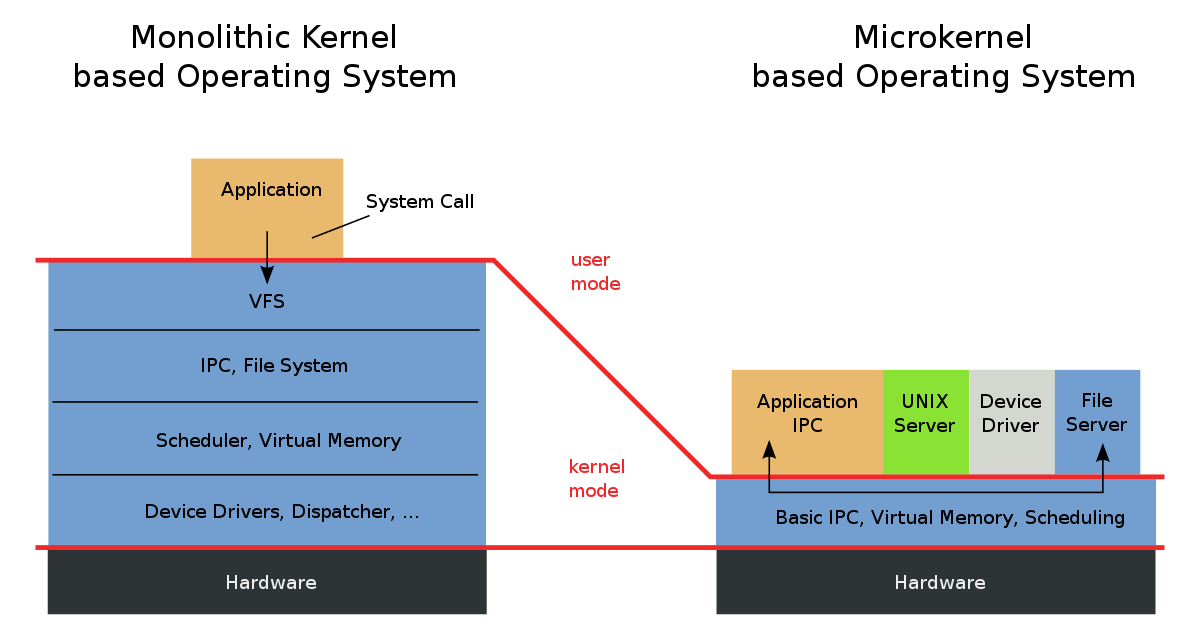 Monolithic Kernel
based Operating System
Application
System Call
VFS
IPC, File System
Scheduler, Virtual Memory
Device Drivers, Dispatcher, ...
Hardware
user
mode
kernel
mode
Microkernel
based Operating System
Application
IPC
UNIX
Server
Device
Driver
File
Server
Basic IPC, Virtual Memory, Scheduling
Hardware